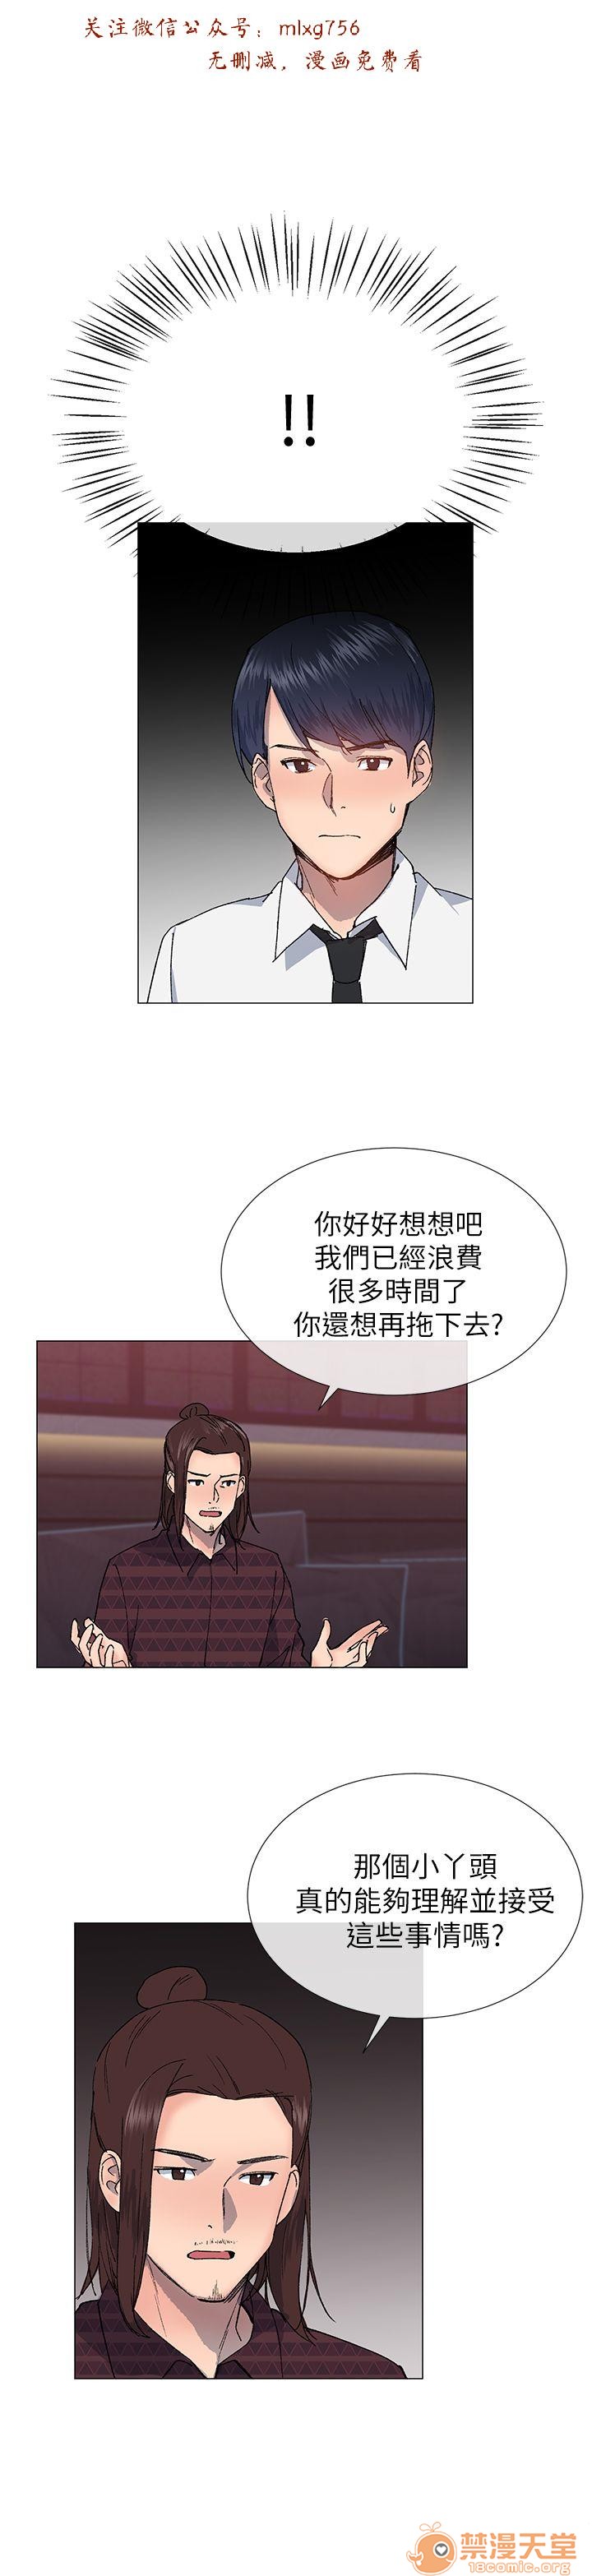 关注微信公众号：mlxg756
无删减，漫画免费看
!!
你好好想想吧
我們已經浪費
很多時間了
你還想再拖下去?
那個小丫頭
真的能夠理解並接受
這些事情嗎?
禁漫天堂
18comic.org